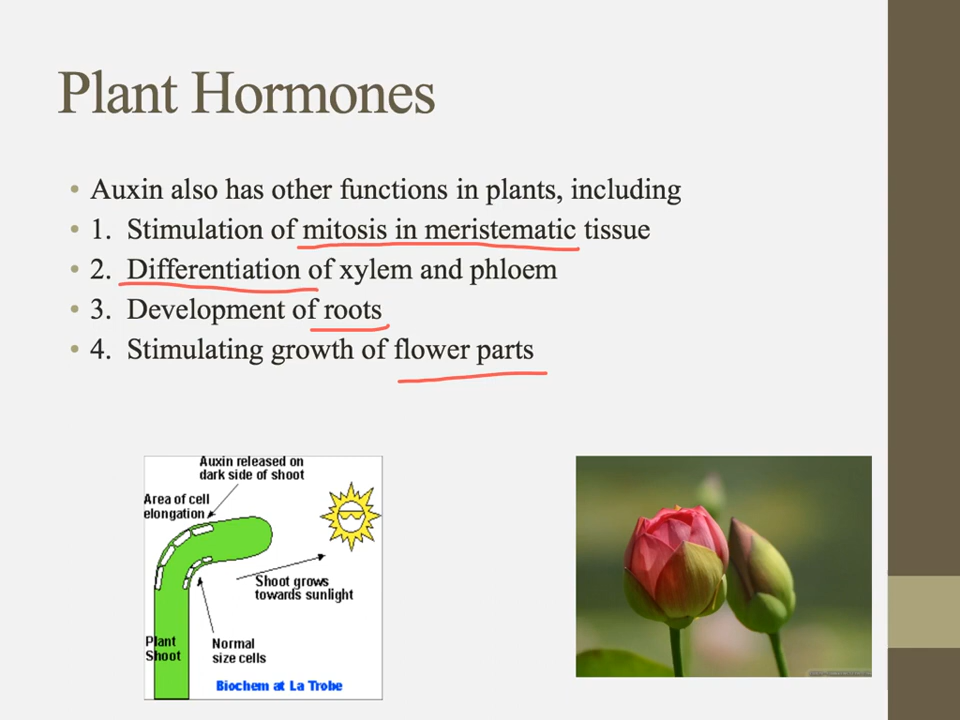 Plant Hormones
• Auxin also has other functions in plants, including
• 1. Stimulation of mitosis in meristematic tissue
• 2. Differentiation of xylem and phloem
• 3. Development of roots
• 4. Stimulating growth of flower parts
Auxin released on
dark side of shoot
Area of cell
elongation
Shoot grows
towards sunlight
Plant
Shoot
Normal
size cells
Biochem at La Trobe